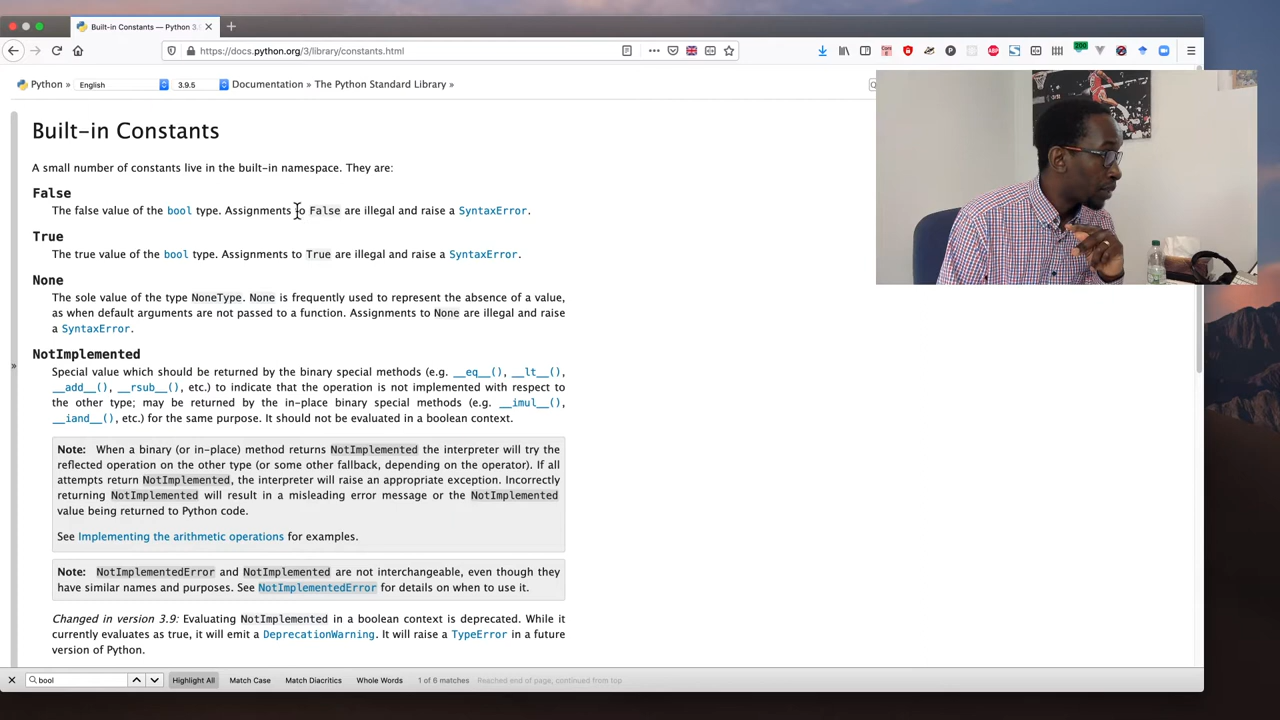 Built-in Constants — Python 3.
https://docs.python.org/3/library/constants.html
200
ABP
Python » English 3.9.5 Documentation » The Python Standard Library »
Built-in Constants
A small number of constants live in the built-in namespace. They are:
False
The false value of the bool type. Assignments to False are illegal and raise a SyntaxError.
True
The true value of the bool type. Assignments to True are illegal and raise a SyntaxError.
None
The sole value of the type NoneType. None is frequently used to represent the absence of a value,
as when default arguments are not passed to a function. Assignments to None are illegal and raise
a SyntaxError.
NotImplemented
Special value which should be returned by the binary special methods (e.g. __eq__(), __lt__(),
__add__(), __rsub__(), etc.) to indicate that the operation is not implemented with respect to
the other type; may be returned by the in-place binary special methods (e.g. __imul__(),
__iand__(), etc.) for the same purpose. It should not be evaluated in a boolean context.
Note: When a binary (or in-place) method returns NotImplemented the interpreter will try the
reflected operation on the other type (or some other fallback, depending on the operator). If all
attempts return NotImplemented, the interpreter will raise an appropriate exception. Incorrectly
returning NotImplemented will result in a misleading error message or the NotImplemented
value being returned to Python code.
See Implementing the arithmetic operations for examples.
Note: NotImplementedError and NotImplemented are not interchangeable, even though they
have similar names and purposes. See NotImplementedError for details on when to use it.
Changed in version 3.9: Evaluating NotImplemented in a boolean context is deprecated. While it
currently evaluates as true, it will emit a DeprecationWarning. It will raise a TypeError in a future
version of Python.
bool Highlight All Match Case Match Diacritics Whole Words 1 of 6 matches Reached end of page, continued from top